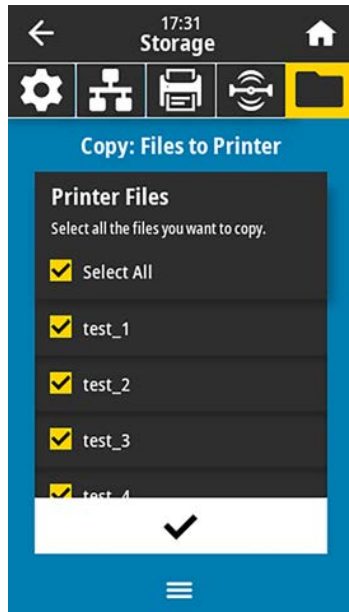 17:31
Storage
Copy: Files to Printer
Printer Files
Select all the files you want to copy.
Select All
test_1
test_2
test_3
test_4